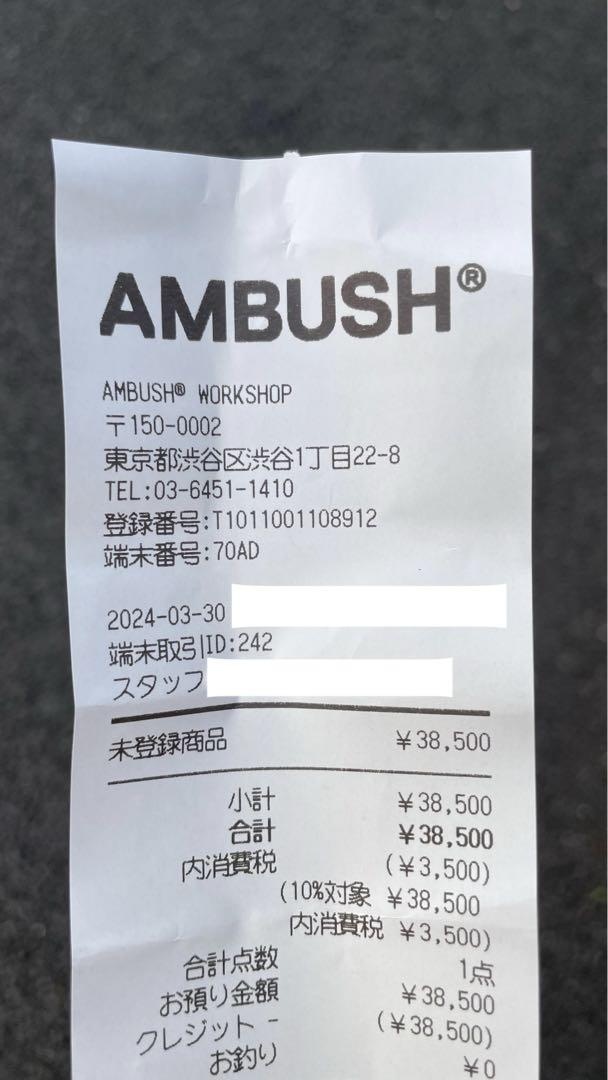 AMBUSH®
AMBUSH® WORKSHOP
〒150-0002
東京都渋谷区渋谷1丁目22-8
TEL:03-6451-1410
登録番号:T1011001108912
端末番号:70AD
2024-03-30
端末取引ID:242
スタッフ
未登録商品 ¥38,500
小計 ¥38,500
合計 ¥38,500
内消費税 (¥3,500)
(10%対象 ¥38,500
内消費税 ¥3,500)
合計点数 1点
お預り金額 ¥38,500
クレジット - (¥38,500)
お釣り ¥0